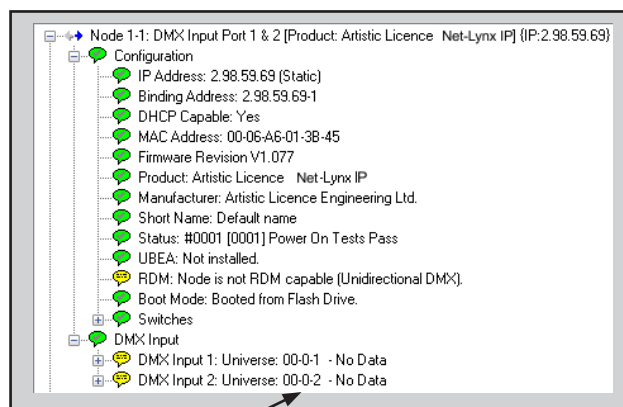 Node 1-1: DMX Input Port 1 & 2 [Product: Artistic Licence Net-Lynx IP] {IP:2.98.59.69}
Configuration
IP Address: 2.98.59.69 (Static)
Binding Address: 2.98.59.69-1
DHCP Capable: Yes
MAC Address: 00-06-A6-01-3B-45
Firmware Revision V1.077
Product: Artistic Licence Net-Lynx IP
Manufacturer: Artistic Licence Engineering Ltd.
Short Name: Default name
Status: #0001 [0001] Power On Tests Pass
UBEA: Not installed.
RDM: Node is not RDM capable (Unidirectional DMX).
Boot Mode: Booted from Flash Drive.
Switches
DMX Input
DMX Input 1: Universe: 00-0-1 - No Data
DMX Input 2: Universe: 00-0-2 - No Data